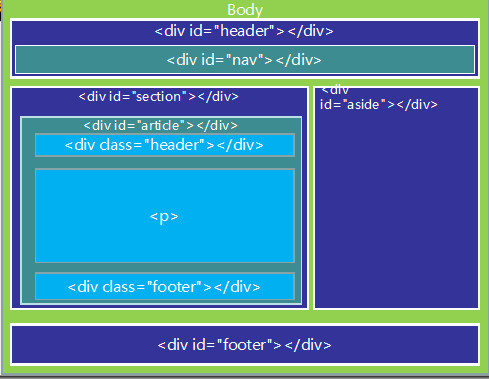 Body
<div id="header"></div>
<div id="nav"></div>
<div id="section"></div>
<div id="article"></div>
<div class="header"></div>
<p>
<div class="footer"></div>
<div
id="aside"></div>
<div id="footer"></div>